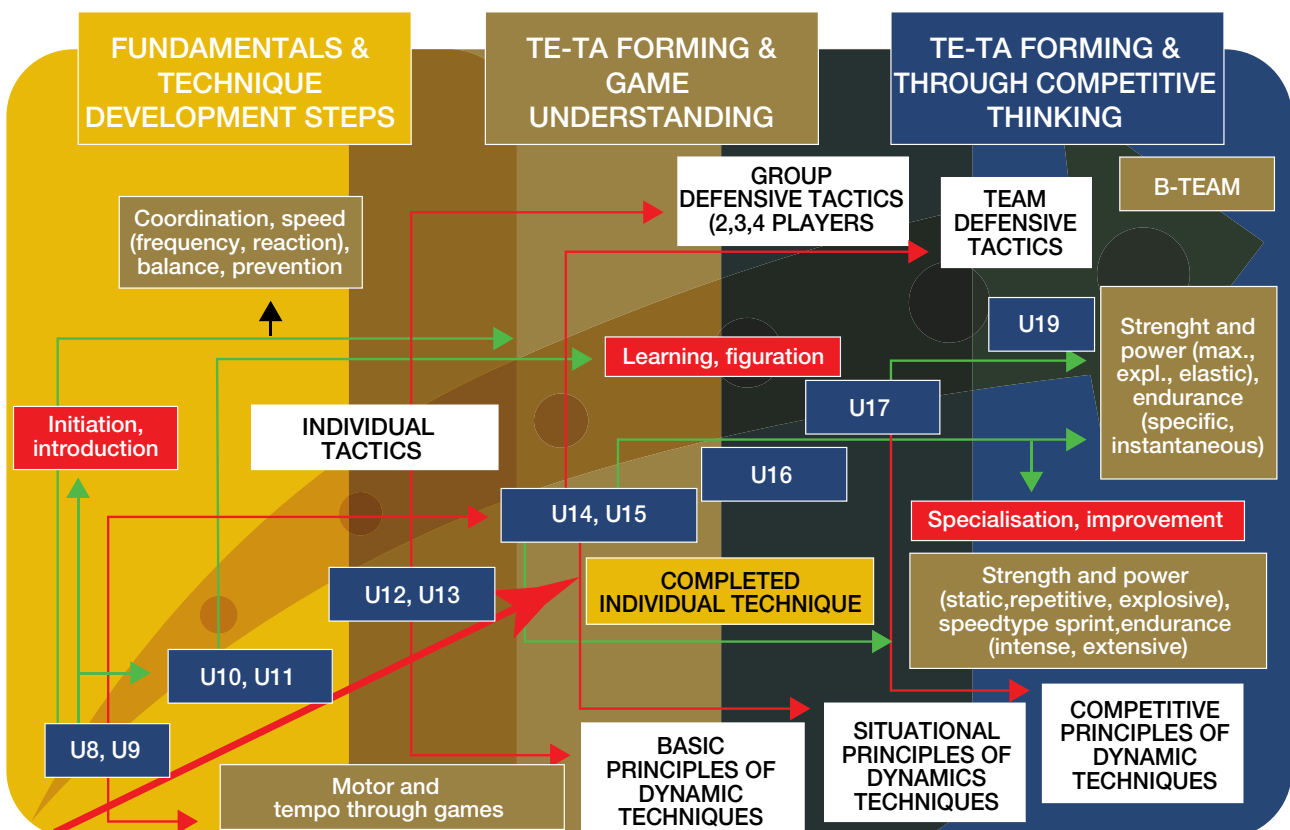 FUNDAMENTALS &
TECHNIQUE
DEVELOPMENT STEPS
TE-TA FORMING &
GAME
UNDERSTANDING
TE-TA FORMING &
THROUGH COMPETITIVE
THINKING
GROUP
DEFENSIVE TACTICS
(2,3,4 PLAYERS
TEAM
DEFENSIVE
TACTICS
B-TEAM
Coordination, speed
(frequency, reaction),
balance, prevention
U19
Strenght and
power (max.,
expl., elastic),
endurance
(specific,
instantaneous)
Learning, figuration
Initiation,
introduction
INDIVIDUAL
TACTICS
U17
U16
U14, U15
Specialisation, improvement
U12, U13
COMPLETED
INDIVIDUAL TECHNIQUE
Strength and power
(static,repetitive, explosive),
speedtype sprint,endurance
(intense, extensive)
U10, U11
U8, U9
Motor and
tempo through games
BASIC
PRINCIPLES OF
DYNAMIC
TECHNIQUES
SITUATIONAL
PRINCIPLES OF
DYNAMICS
TECHNIQUES
COMPETITIVE
PRINCIPLES OF
DYNAMIC
TECHNIQUES